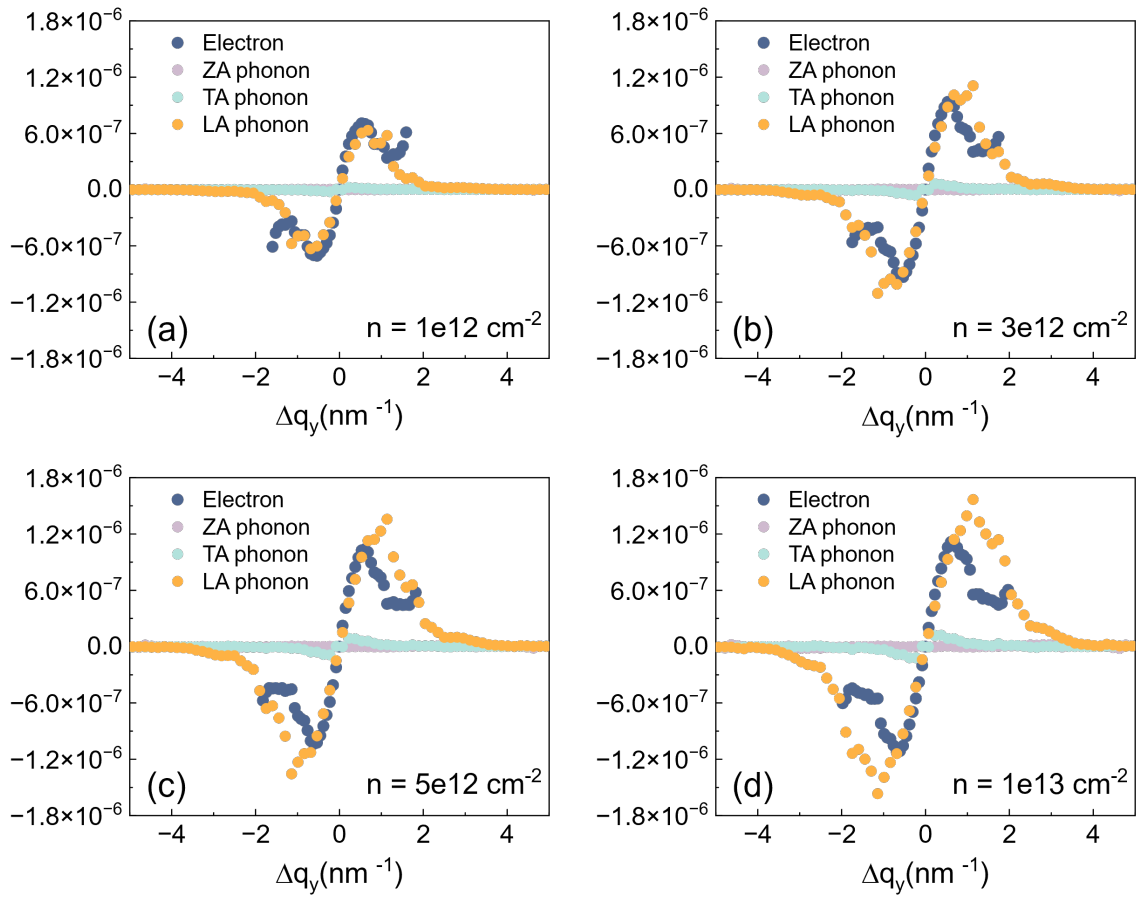 1.8×10⁻⁶
1.2×10⁻⁶
6.0×10⁻⁷
0.0
−6.0×10⁻⁷
−1.2×10⁻⁶
−1.8×10⁻⁶
Electron
ZA phonon
TA phonon
LA phonon
(a)
n = 1e12 cm⁻²
−4 −2 0 2 4
Δqy(nm ⁻¹)
1.8×10⁻⁶
1.2×10⁻⁶
6.0×10⁻⁷
0.0
−6.0×10⁻⁷
−1.2×10⁻⁶
−1.8×10⁻⁶
Electron
ZA phonon
TA phonon
LA phonon
(b)
n = 3e12 cm⁻²
−4 −2 0 2 4
Δqy(nm ⁻¹)
1.8×10⁻⁶
1.2×10⁻⁶
6.0×10⁻⁷
0.0
−6.0×10⁻⁷
−1.2×10⁻⁶
−1.8×10⁻⁶
Electron
ZA phonon
TA phonon
LA phonon
(c)
n = 5e12 cm⁻²
−4 −2 0 2 4
Δqy(nm ⁻¹)
1.8×10⁻⁶
1.2×10⁻⁶
6.0×10⁻⁷
0.0
−6.0×10⁻⁷
−1.2×10⁻⁶
−1.8×10⁻⁶
Electron
ZA phonon
TA phonon
LA phonon
(d)
n = 1e13 cm⁻²
−4 −2 0 2 4
Δqy(nm ⁻¹)